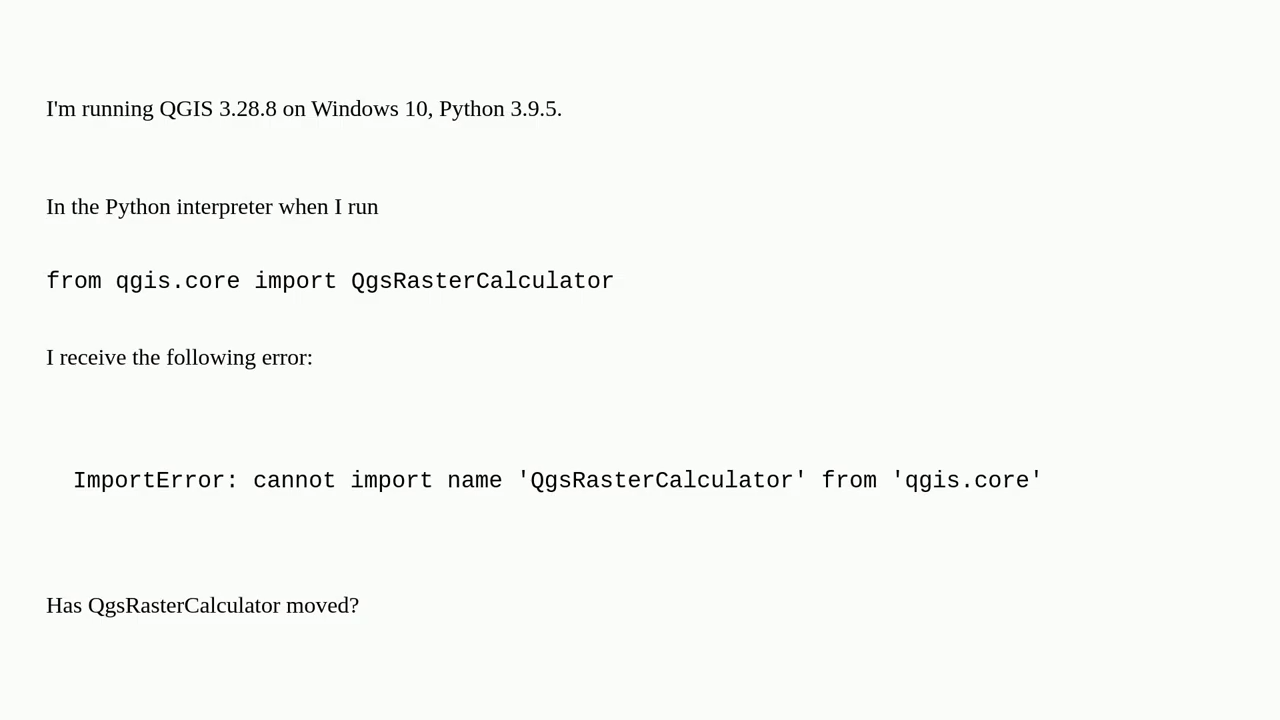 I'm running QGIS 3.28.8 on Windows 10, Python 3.9.5.
In the Python interpreter when I run
from qgis.core import QgsRasterCalculator
I receive the following error:
ImportError: cannot import name 'QgsRasterCalculator' from 'qgis.core'
Has QgsRasterCalculator moved?